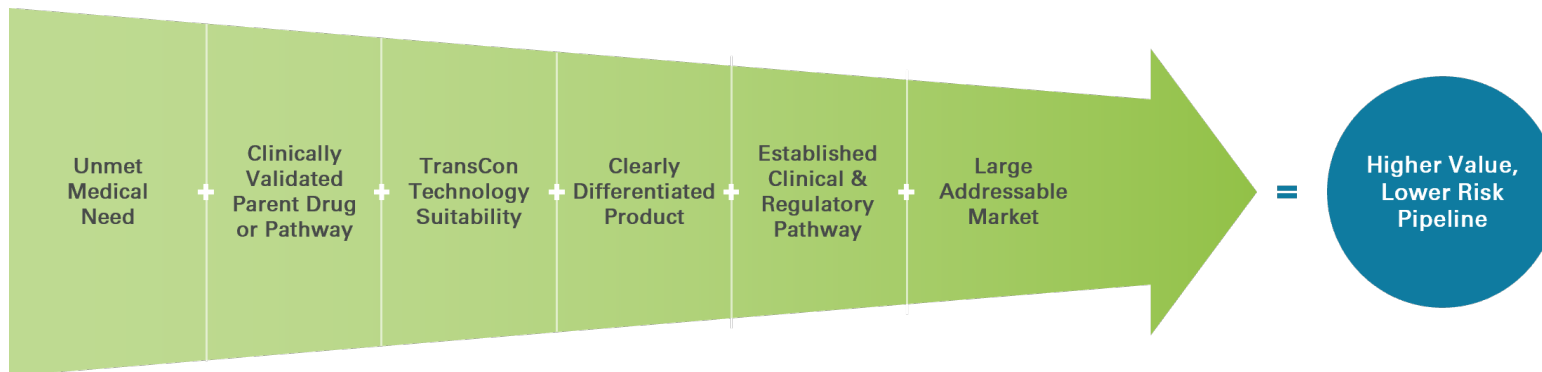 Unmet
Medical
Need
+
Clinically
Validated
Parent Drug
or Pathway
+
TransCon
Technology
Suitability
+
Clearly
Differentiated
Product
+
Established
Clinical &
Regulatory
Pathway
+
Large
Addressable
Market
=
Higher Value,
Lower Risk
Pipeline